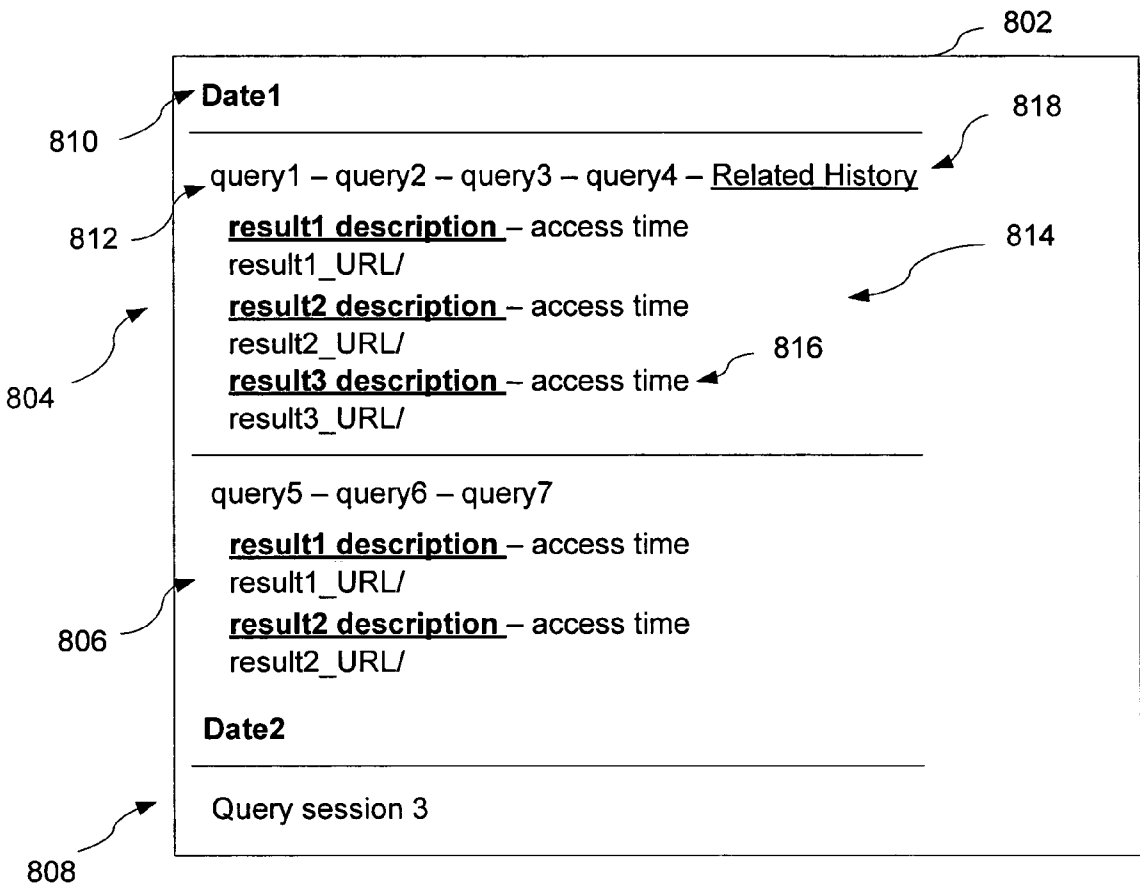 802
Date1
810
818
query1 – query2 – query3 – query4 – Related History
812
result1 description – access time
814
result1_URL/
result2 description – access time
result2_URL/
816
804
result3 description – access time
result3_URL/
query5 – query6 – query7
result1 description – access time
result1_URL/
806
result2 description – access time
result2_URL/
Date2
Query session 3
808